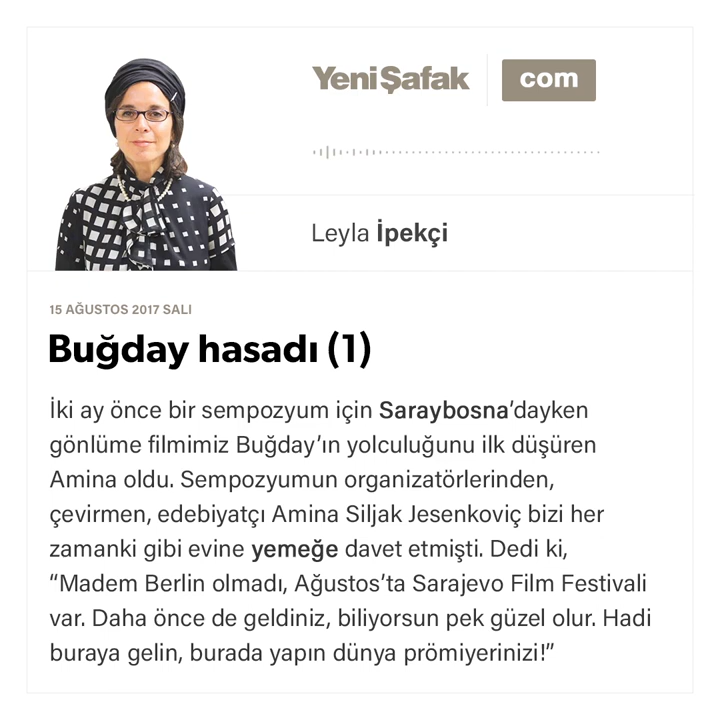 YeniŞafak
com
Leyla İpekçi
15 AĞUSTOS 2017 SALI
Buğday hasadı (1)
İki ay önce bir sempozyum için Saraybosna'dayken
gönlüme filmimiz Buğday'ın yolculuğunu ilk düşüren
Amina oldu. Sempozyumun organizatörlerinden,
çevirmen, edebiyatçı Amina Siljak Jesenkoviç bizi her
zamanki gibi evine yemeğe davet etmişti. Dedi ki,
“Madem Berlin olmadı, Ağustos'ta Sarajevo Film Festivali
var. Daha önce de geldiniz, biliyorsun pek güzel olur. Hadi
buraya gelin, burada yapın dünya prömiyerinizi!”